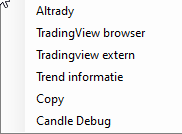 Altrady
TradingView browser
Tradingview extern
Trend informatie
Copy
Candle Debug